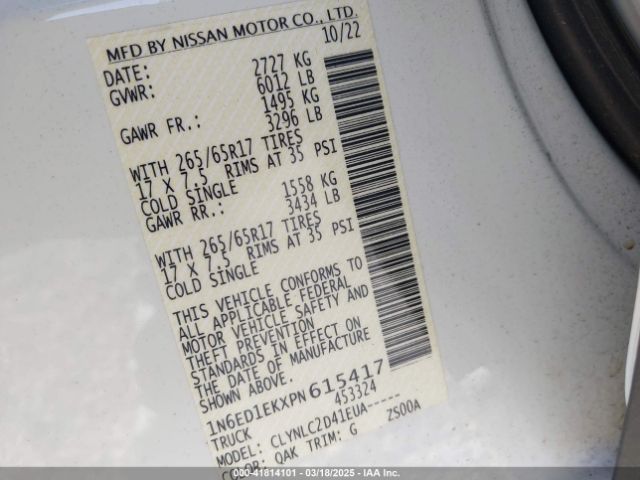 MFD BY NISSAN MOTOR CO., LTD.
DATE: 10/22
GVWR: 2727 KG
6012 LB
GAWR FR.: 1495 KG
3296 LB
WITH 265/65R17 TIRES
17 X 7.5 RIMS AT 35 PSI
COLD SINGLE
GAWR RR.: 1558 KG
3434 LB
WITH 265/65R17 TIRES
17 X 7.5 RIMS AT 35 PSI
COLD SINGLE
THIS VEHICLE CONFORMS TO
ALL APPLICABLE FEDERAL
MOTOR VEHICLE SAFETY AND
THEFT PREVENTION
STANDARDS IN EFFECT ON
THE DATE OF MANUFACTURE
SHOWN ABOVE.
1N6ED1EKXPN615417
TRUCK 453324
MODEL: CLYNLC2D41EUA-----
COLOR: QAK TRIM: G ZS00A
00-41814101 - 03/18/2025 - IAA Inc.